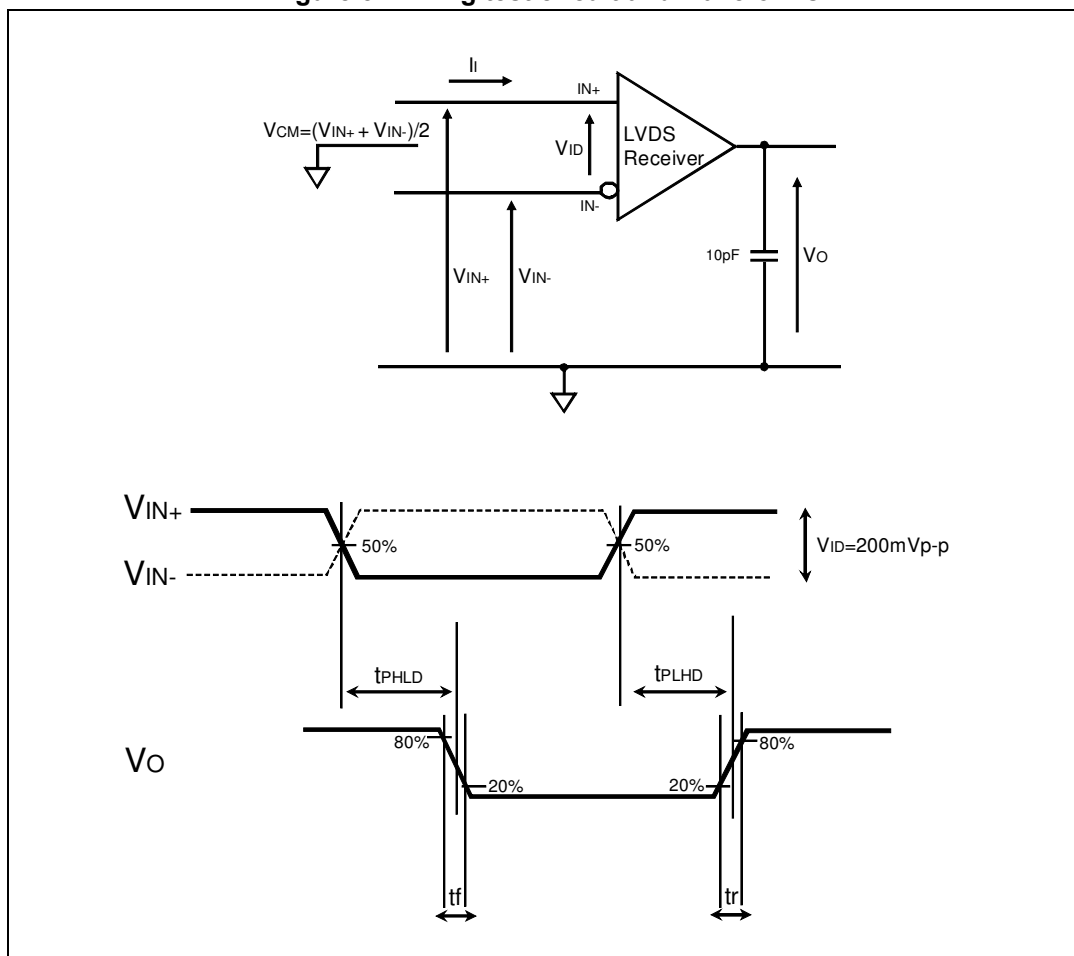 II
IN+
VCM=(VIN+ + VIN-)/2
LVDS
Receiver
VID
IN-
10pF
VO
VIN+
VIN-
VIN+
50%
50%
VID=200mVp-p
VIN-
tPHLD
tPLHD
80%
80%
VO
20%
20%
tf
tr